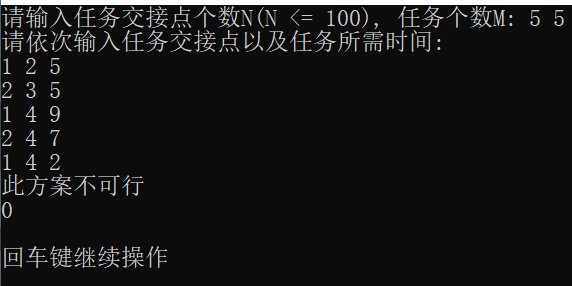 请输入任务交接点个数N(N <= 100), 任务个数M: 5 5
请依次输入任务交接点以及任务所需时间:
1 2 5
2 3 5
1 4 9
2 4 7
1 4 2
此方案不可行
0
回车键继续操作